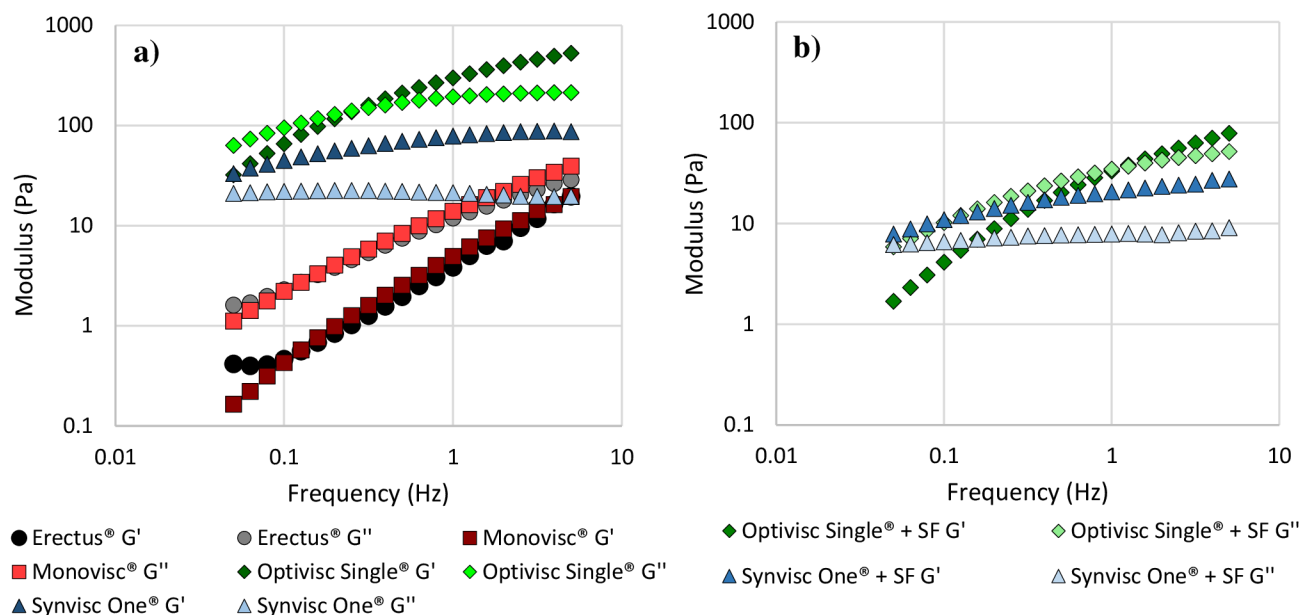 a)
1000
100
10
1
0.1
Modulus (Pa)
0.01 0.1 1 10
Frequency (Hz)
Erectus® G' Erectus® G'' Monovisc® G'
Monovisc® G'' Optivisc Single® G' Optivisc Single® G''
Synvisc One® G' Synvisc One® G''
b)
1000
100
10
1
0.1
Modulus (Pa)
0.01 0.1 1 10
Frequency (Hz)
Optivisc Single® + SF G' Optivisc Single® + SF G''
Synvisc One® + SF G' Synvisc One® + SF G''